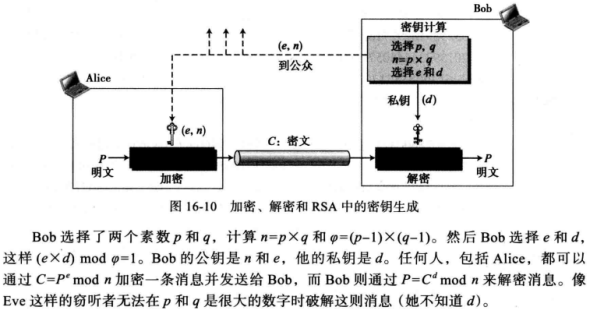 Bob
密钥计算
(e, n)
选择p, q
n=p×q
选择e和d
到公众
Alice
私钥
(d)
(e, n)
C：密文
P
明文
加密
解密
P
明文
图 16-10 加密、解密和 RSA 中的密钥生成
Bob 选择了两个素数 p 和 q，计算 n=p×q 和 φ=(p-1)×(q-1)。然后 Bob 选择 e 和 d，
这样 (e×d) mod φ=1。Bob 的公钥是 n 和 e，他的私钥是 d。任何人，包括 Alice，都可以
通过 C=Pᵉ mod n 加密一条消息并发送给 Bob，而 Bob 则通过 P=Cᵈ mod n 来解密消息。像
Eve 这样的窃听者无法在 p 和 q 是很大的数字时破解这则消息（她不知道 d）。